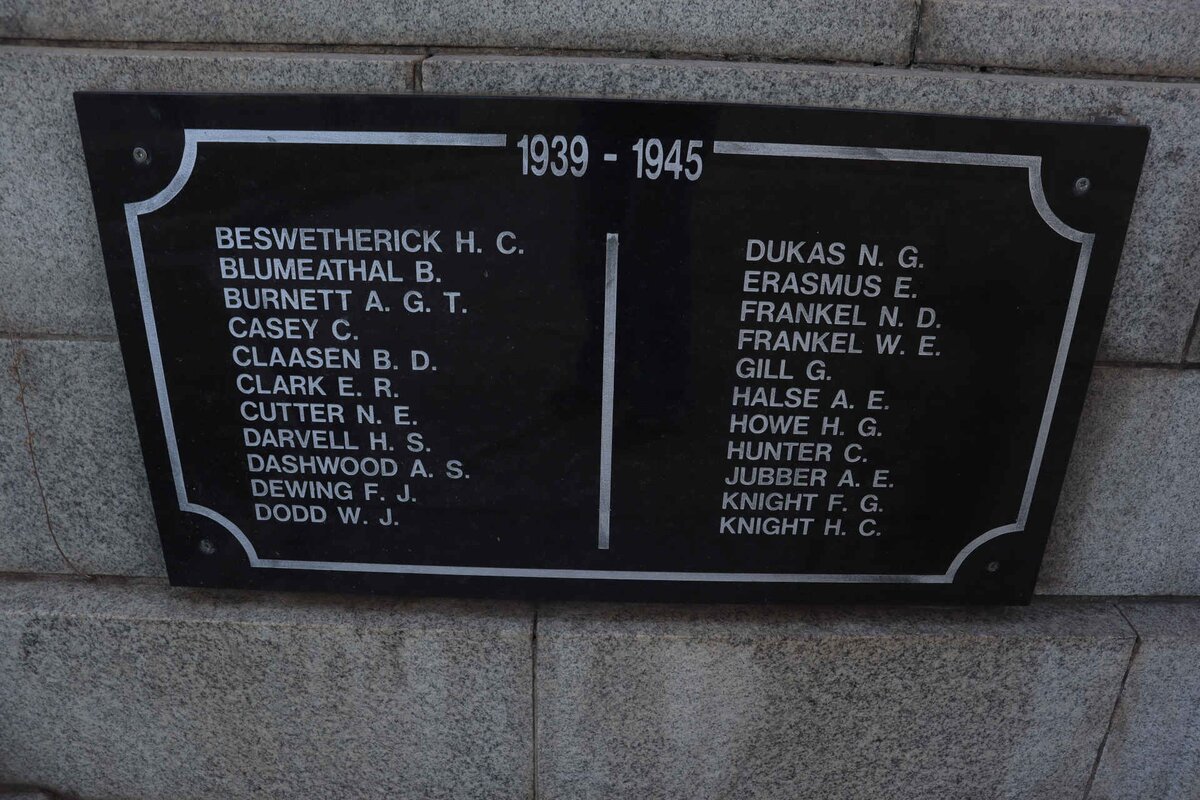 1939 - 1945
BESWETHERICK H. C.
BLUMEATHAL B.
BURNETT A. G. T.
CASEY C.
CLAASEN B. D.
CLARK E. R.
CUTTER N. E.
DARVELL H. S.
DASHWOOD A. S.
DEWING F. J.
DODD W. J.
DUKAS N. G.
ERASMUS E.
FRANKEL N. D.
FRANKEL W. E.
GILL G.
HALSE A. E.
HOWE H. G.
HUNTER C.
JUBBER A. E.
KNIGHT F. G.
KNIGHT H. C.